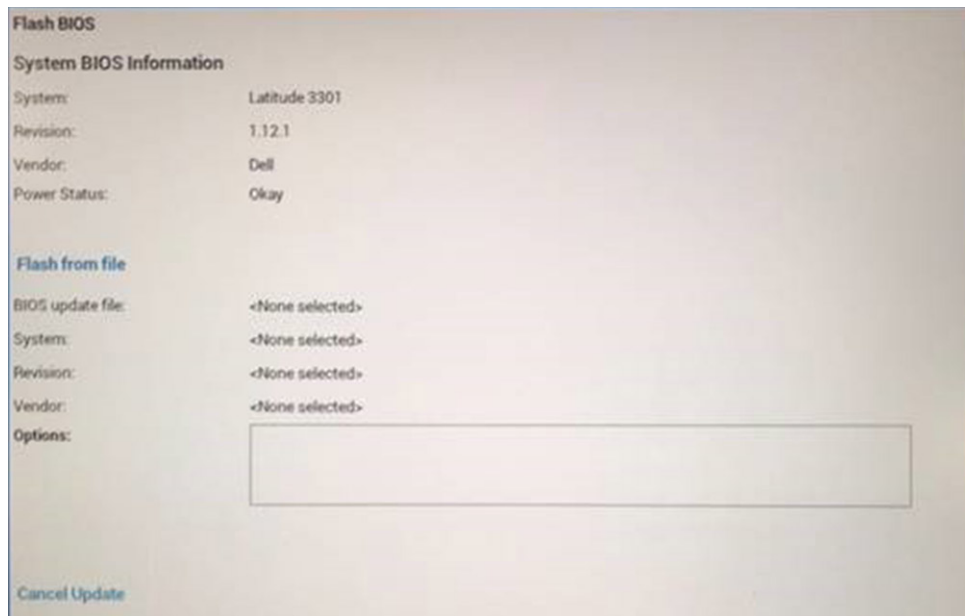 Flash BIOS
System BIOS Information
System: Latitude 3301
Revision: 1.12.1
Vendor: Dell
Power Status: Okay
Flash from file
BIOS update file: <None selected>
System: <None selected>
Revision: <None selected>
Vendor: <None selected>
Options:
Cancel Update